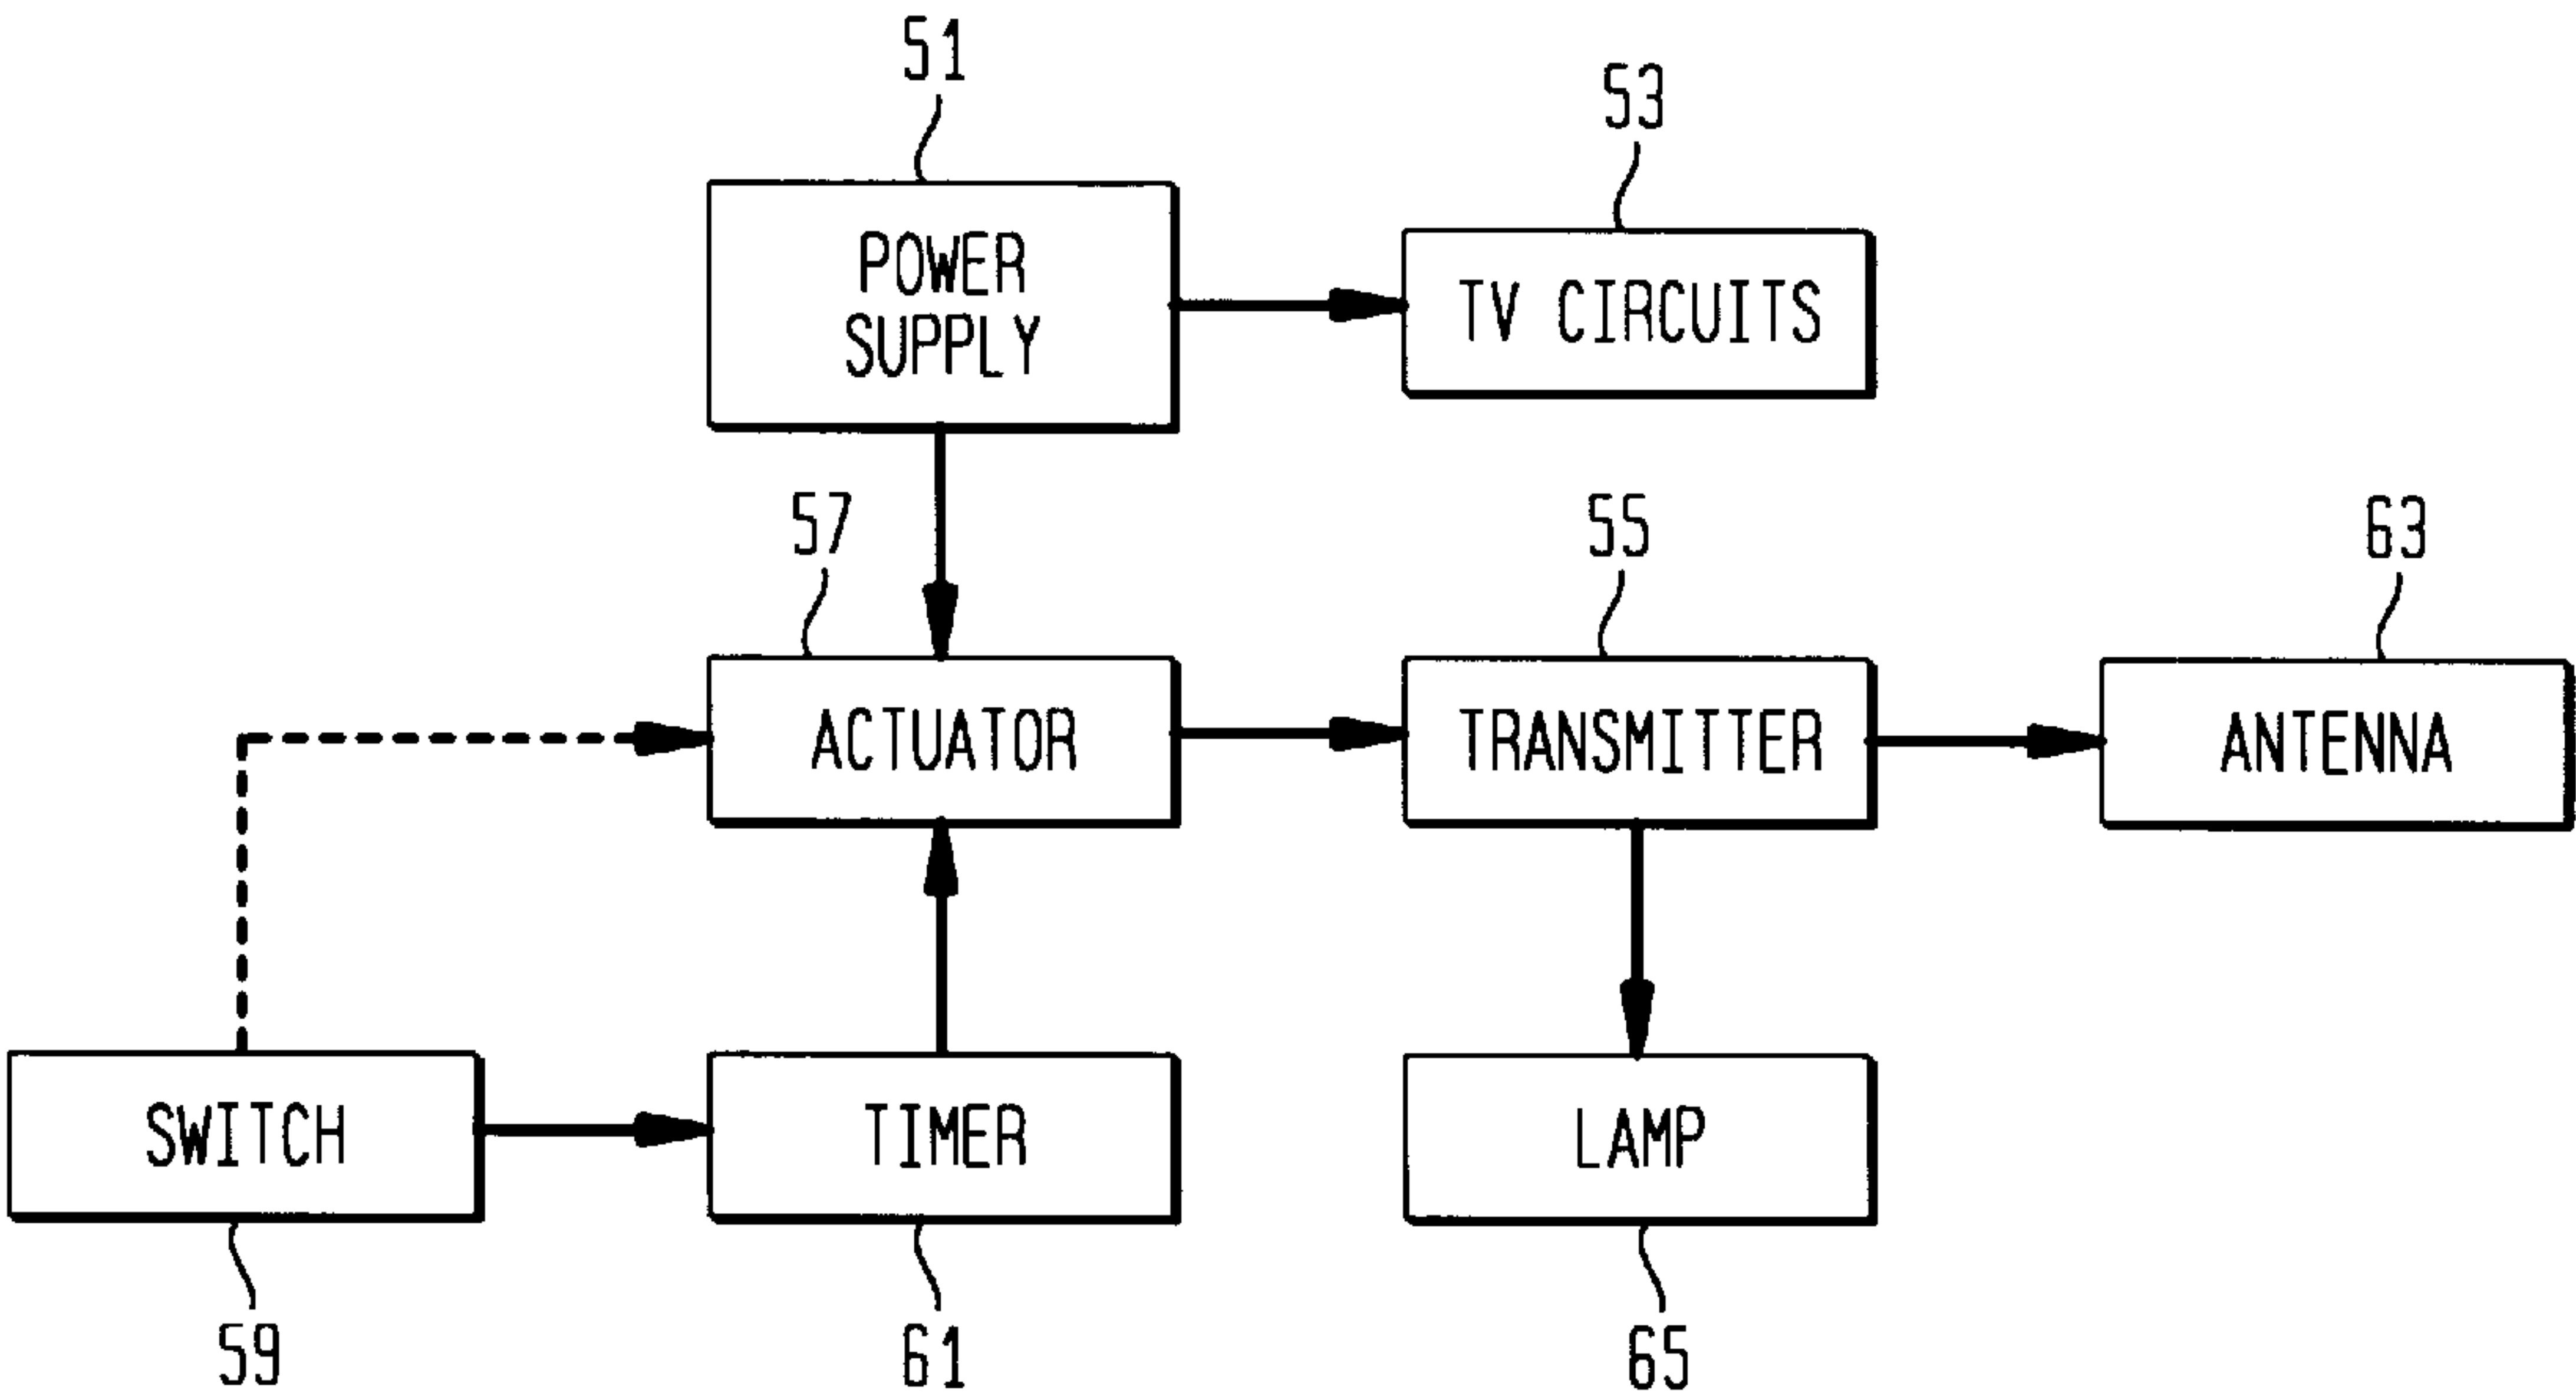 51
53
POWER
SUPPLY
TV CIRCUITS
57
55
63
ACTUATOR
TRANSMITTER
ANTENNA
SWITCH
TIMER
LAMP
59
61
65